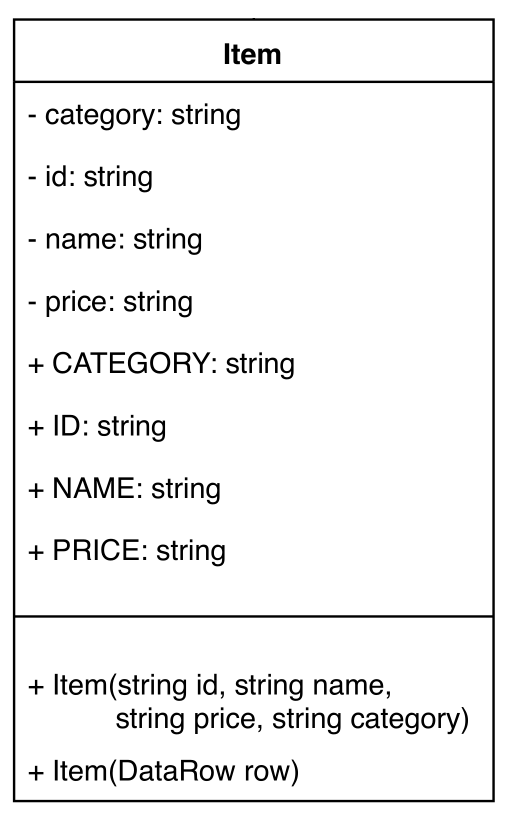 Item
- category: string
- id: string
- name: string
- price: string
+ CATEGORY: string
+ ID: string
+ NAME: string
+ PRICE: string
+ Item(string id, string name,
string price, string category)
+ Item(DataRow row)